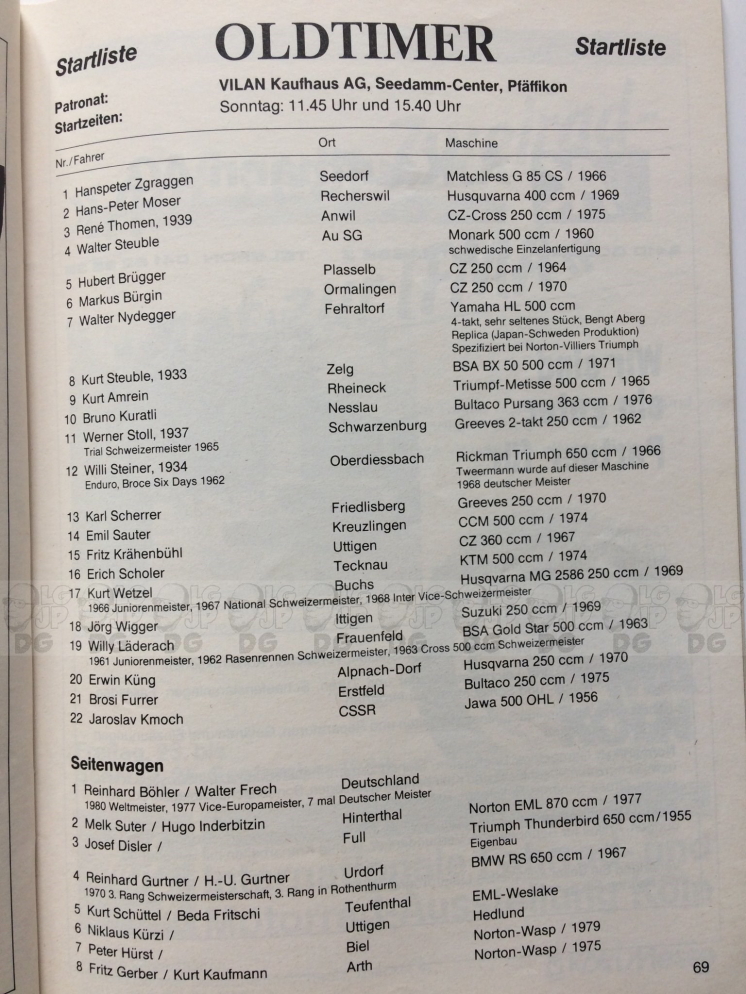 Startliste OLDTIMER Startliste
Patronat: VILAN Kaufhaus AG, Seedamm-Center, Pfäffikon
Startzeiten: Sonntag: 11.45 Uhr und 15.40 Uhr
Nr./Fahrer Ort Maschine
1 Hanspeter Zgraggen Seedorf Matchless G 85 CS / 1966
2 Hans-Peter Moser Recherswil Husquvarna 400 ccm / 1969
3 René Thomen, 1939 Anwil CZ-Cross 250 ccm / 1975
4 Walter Steuble Au SG Monark 500 ccm / 1960
schwedische Einzelanfertigung
5 Hubert Brügger Plasselb CZ 250 ccm / 1964
6 Markus Bürgin Ormalingen CZ 250 ccm / 1970
7 Walter Nydegger Fehraltorf Yamaha HL 500 ccm
4-takt, sehr seltenes Stück, Bengt Aberg
Replica (Japan-Schweden Produktion)
Spezifiert bei Norton-Villiers Triumph
8 Kurt Steuble, 1933 Zelg BSA BX 50 500 ccm / 1971
9 Kurt Amrein Rheineck Triumpf-Metisse 500 ccm / 1965
10 Bruno Kuratli Nesslau Bultaco Pursang 363 ccm / 1976
11 Werner Stoll, 1937 Schwarzenburg Greeves 2-takt 250 ccm / 1962
Trial Schweizermeister 1965
12 Willi Steiner, 1934 Oberdiessbach Rickman Triumph 650 ccm / 1966
Enduro, Broce Six Days 1962 Tweermann wurde auf dieser Maschine
1968 deutscher Meister
13 Karl Scherrer Friedlisberg Greeves 250 ccm / 1970
14 Emil Sauter Kreuzlingen CCM 500 ccm / 1974
15 Fritz Krähenbühl Uttigen CZ 360 ccm / 1967
16 Erich Scholer Tecknau KTM 500 ccm / 1974
17 Kurt Wetzel Buchs Husqvarna MG 2586 250 ccm / 1969
1966 Juniorenmeister, 1967 National Schweizermeister, 1968 Inter Vice-Schweizermeister
18 Jörg Wigger Ittigen Suzuki 250 ccm / 1969
19 Willy Läderach Frauenfeld BSA Gold Star 500 ccm / 1963
1961 Juniorenmeister, 1962 Rasenrennen Schweizermeister, 1963 Cross 500 ccm Schweizermeister
20 Erwin Küng Alpnach-Dorf Husqvarna 250 ccm / 1970
21 Brosi Furrer Erstfeld Bultaco 250 ccm / 1975
22 Jaroslav Kmoch CSSR Jawa 500 OHL / 1956
Seitenwagen
1 Reinhard Böhler / Walter Frech Deutschland
1980 Weltmeister, 1977 Vice-Europameister, 7 mal Deutscher Meister
2 Melk Suter / Hugo Inderbitzin Hinterthal Norton EML 870 ccm / 1977
3 Josef Disler / Full Triumph Thunderbird 650 ccm/1955
Eigenbau
4 Reinhard Gurtner / H.-U. Gurtner Urdorf BMW RS 650 ccm / 1967
1970 3. Rang Schweizermeisterschaft, 3. Rang in Rothenthurm
5 Kurt Schüttel / Beda Fritschi Teufenthal EML-Weslake
6 Niklaus Kürzi / Uttigen Hedlund
7 Peter Hürst / Biel Norton-Wasp / 1979
8 Fritz Gerber / Kurt Kaufmann Arth Norton-Wasp / 1975
69